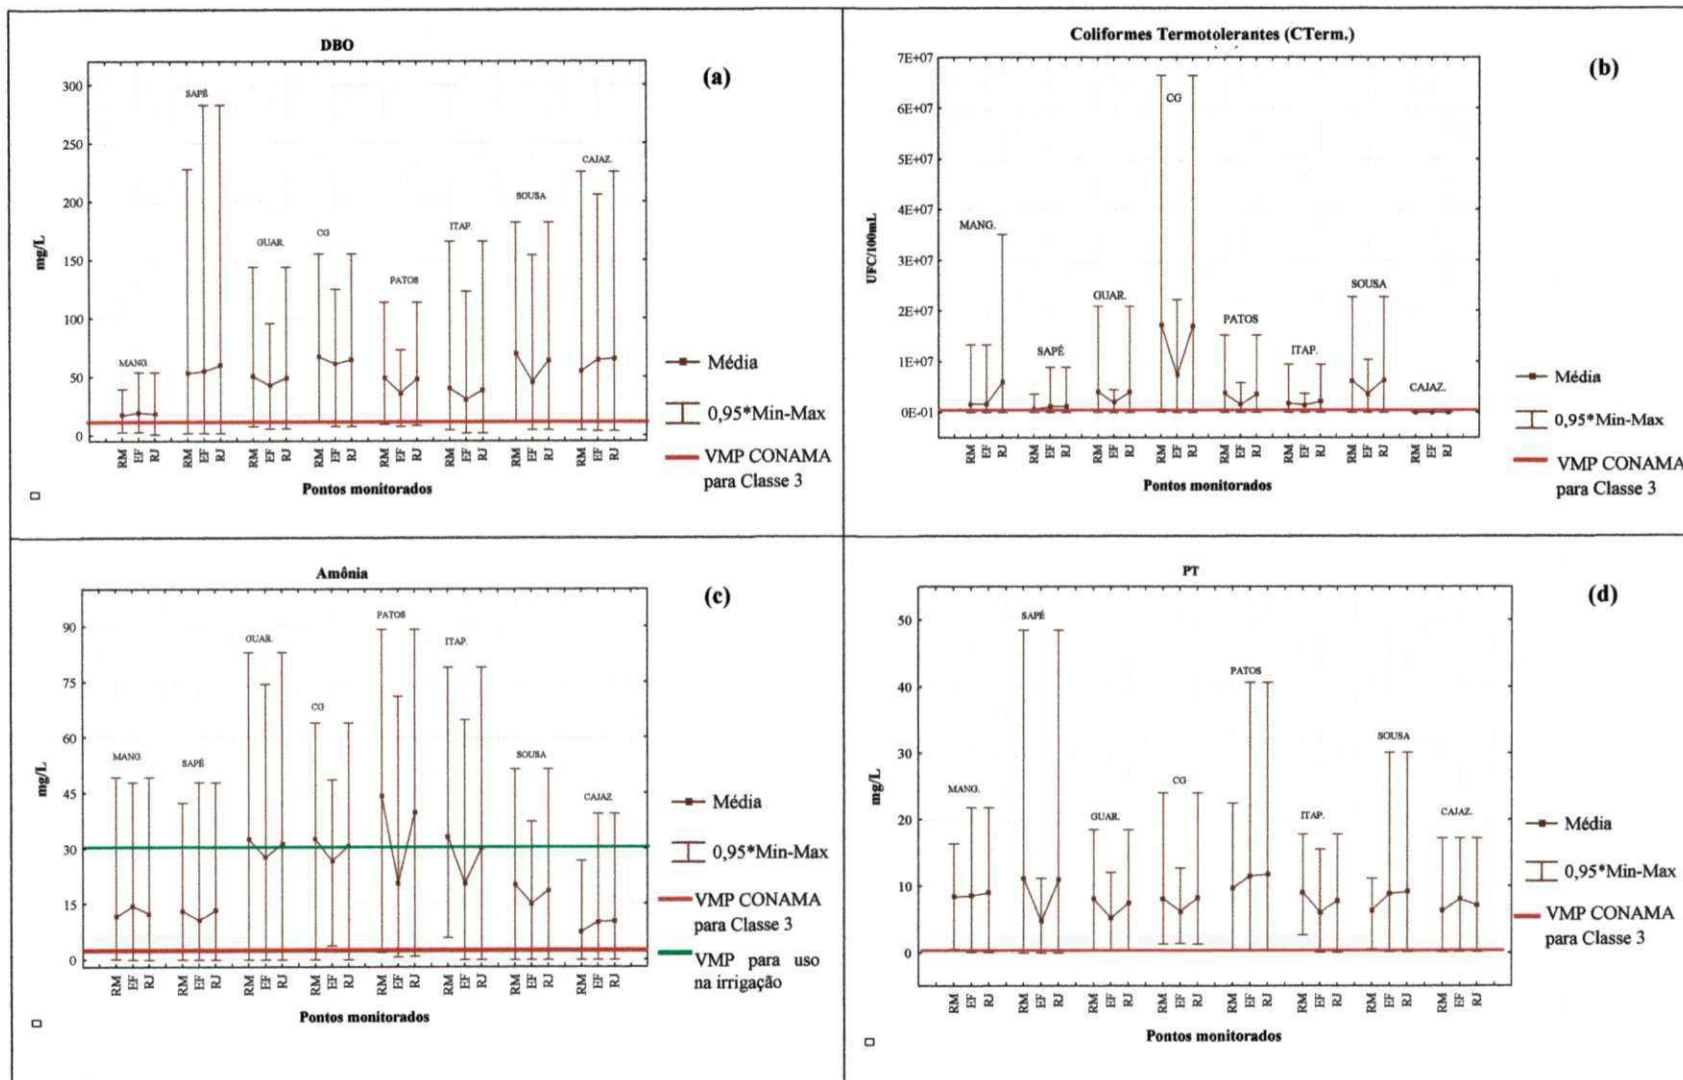 DBO
(a)
300
250
200
150
100
50
0
mg/L
MANG.
SAPÉ
GUAR.
CG
PATOS
ITAP.
SOUSA
CAJAZ.
RM EF RJ RM EF RJ RM EF RJ RM EF RJ RM EF RJ RM EF RJ RM EF RJ RM EF RJ
Pontos monitorados
Média
0,95*Min-Max
VMP CONAMA
para Classe 3
Coliformes Termotolerantes (CTerm.)
(b)
7E+07
6E+07
5E+07
4E+07
3E+07
2E+07
1E+07
0E-01
UFC/100mL
MANG.
SAPÉ
GUAR.
CG
PATOS
ITAP.
SOUSA
CAJAZ.
RM EF RJ RM EF RJ RM EF RJ RM EF RJ RM EF RJ RM EF RJ RM EF RJ RM EF RJ
Pontos monitorados
Média
0,95*Min-Max
VMP CONAMA
para Classe 3
Amônia
(c)
90
75
60
45
30
15
0
mg/L
MANG.
SAPÉ
GUAR.
CG
PATOS
ITAP.
SOUSA
CAJAZ.
RM EF RJ RM EF RJ RM EF RJ RM EF RJ RM EF RJ RM EF RJ RM EF RJ RM EF RJ
Pontos monitorados
Média
0,95*Min-Max
VMP CONAMA
para Classe 3
VMP para uso
na irrigação
PT
(d)
50
40
30
20
10
0
mg/L
MANG.
SAPÉ
GUAR.
CG
PATOS
ITAP.
SOUSA
CAJAZ.
RM EF RJ RM EF RJ RM EF RJ RM EF RJ RM EF RJ RM EF RJ RM EF RJ RM EF RJ
Pontos monitorados
Média
0,95*Min-Max
VMP CONAMA
para Classe 3